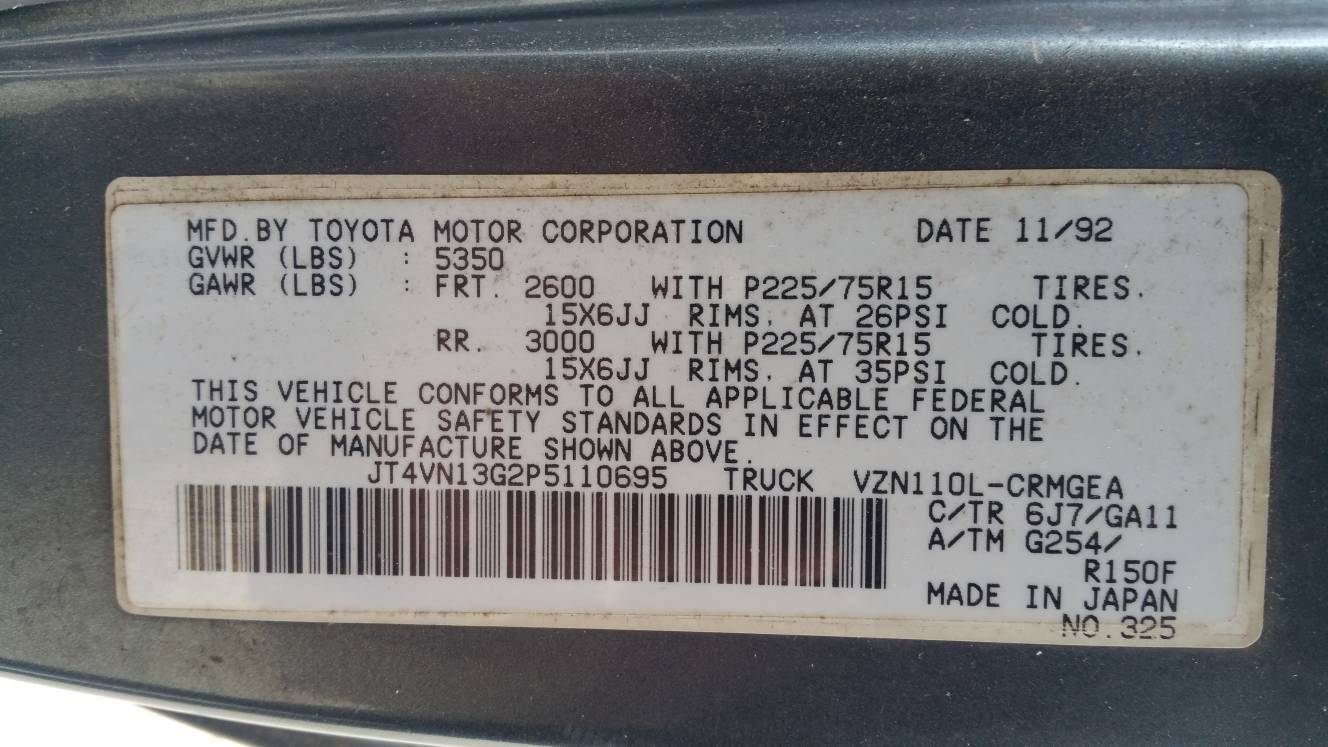 MFD.BY TOYOTA MOTOR CORPORATION DATE 11/92
GVWR (LBS) : 5350
GAWR (LBS) : FRT. 2600 WITH P225/75R15 TIRES.
15X6JJ RIMS, AT 26PSI COLD.
RR. 3000 WITH P225/75R15 TIRES.
15X6JJ RIMS, AT 35PSI COLD.
THIS VEHICLE CONFORMS TO ALL APPLICABLE FEDERAL
MOTOR VEHICLE SAFETY STANDARDS IN EFFECT ON THE
DATE OF MANUFACTURE SHOWN ABOVE.
JT4VN13G2P5110695 TRUCK VZN110L-CRMGEA
C/TR 6J7/GA11
A/TM G254/
R150F
MADE IN JAPAN
NO.325